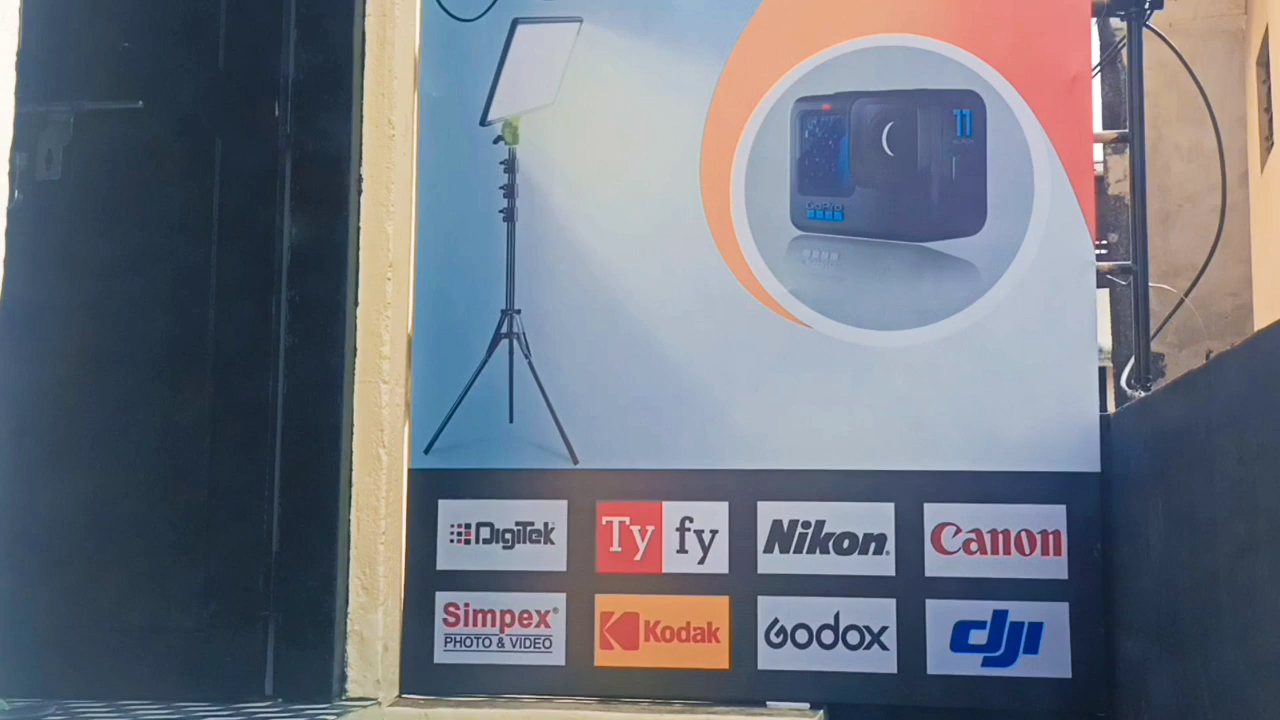 11
GoPro
DigiTek
Ty fy
Nikon
Canon
Simpex
PHOTO & VIDEO
Kodak
Godox
dji